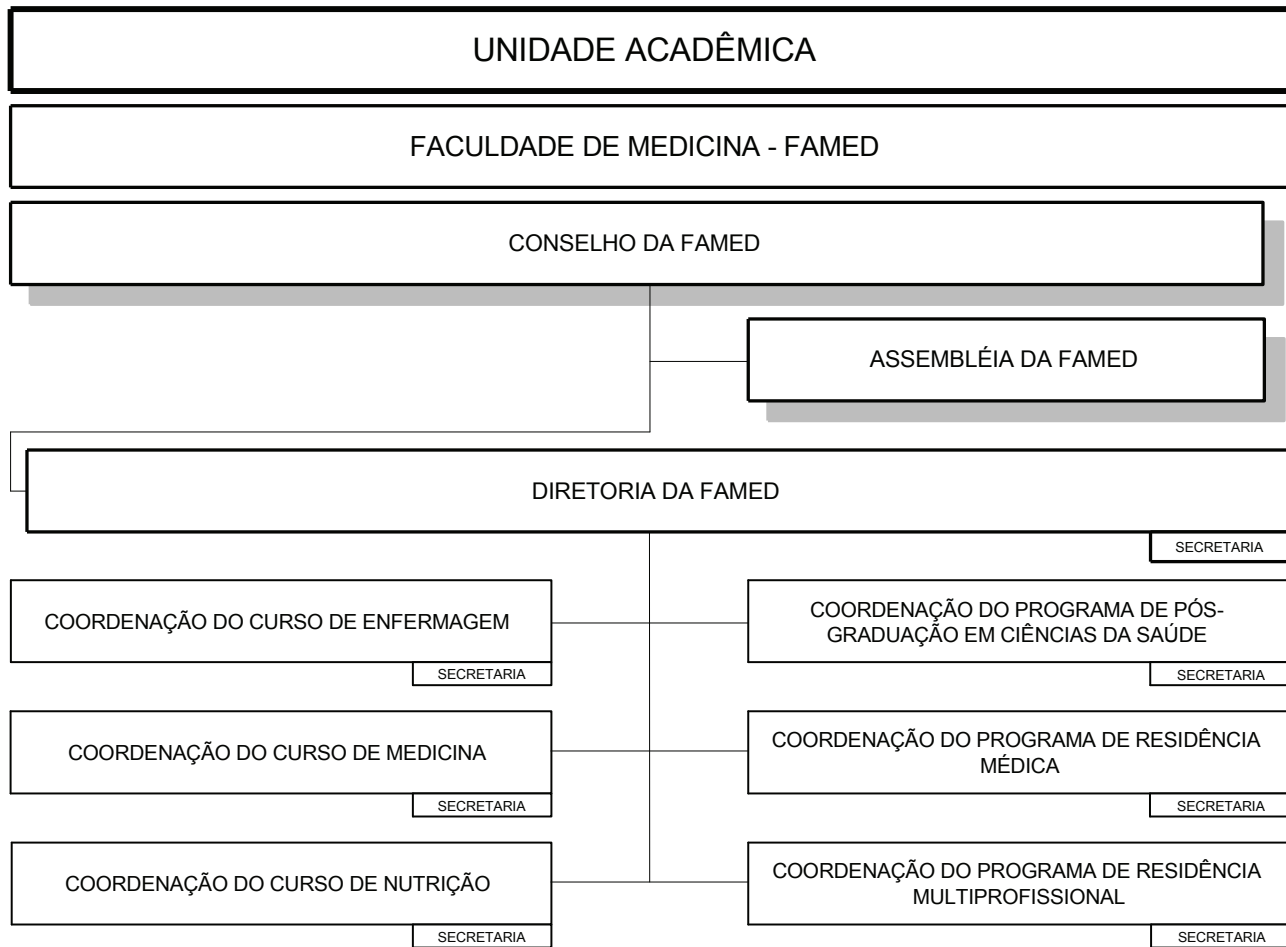 UNIDADE ACADÊMICA
FACULDADE DE MEDICINA - FAMED
CONSELHO DA FAMED
ASSEMBLÉIA DA FAMED
DIRETORIA DA FAMED
SECRETARIA
COORDENAÇÃO DO CURSO DE ENFERMAGEM
SECRETARIA
COORDENAÇÃO DO PROGRAMA DE PÓS-
GRADUAÇÃO EM CIÊNCIAS DA SAÚDE
SECRETARIA
COORDENAÇÃO DO CURSO DE MEDICINA
SECRETARIA
COORDENAÇÃO DO PROGRAMA DE RESIDÊNCIA
MÉDICA
SECRETARIA
COORDENAÇÃO DO CURSO DE NUTRIÇÃO
SECRETARIA
COORDENAÇÃO DO PROGRAMA DE RESIDÊNCIA
MULTIPROFISSIONAL
SECRETARIA